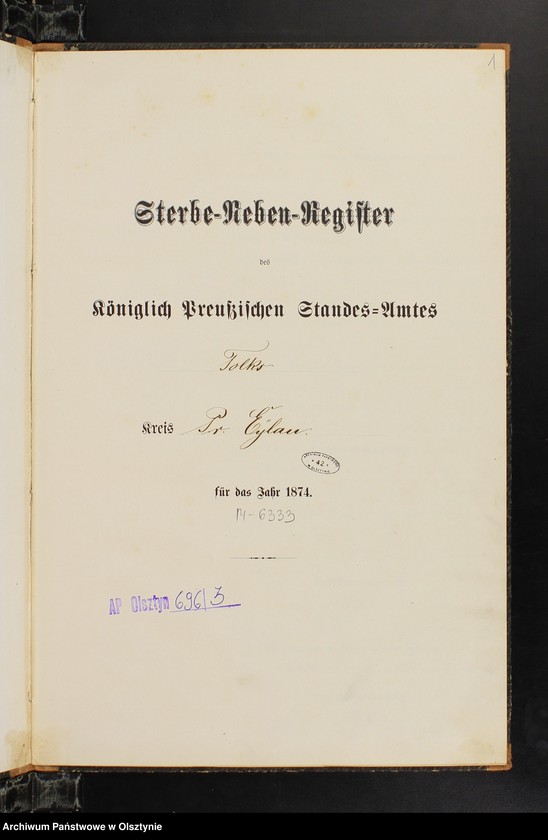 1
Sterbe-Neben-Register
des
Königlich Preußischen Standes-Amtes
Tolks
Kreis Pr. Eylau.
42
für das Jahr 1874.
6333
AP Olsztyn 696/3
Archiwum Państwowe w Olsztynie